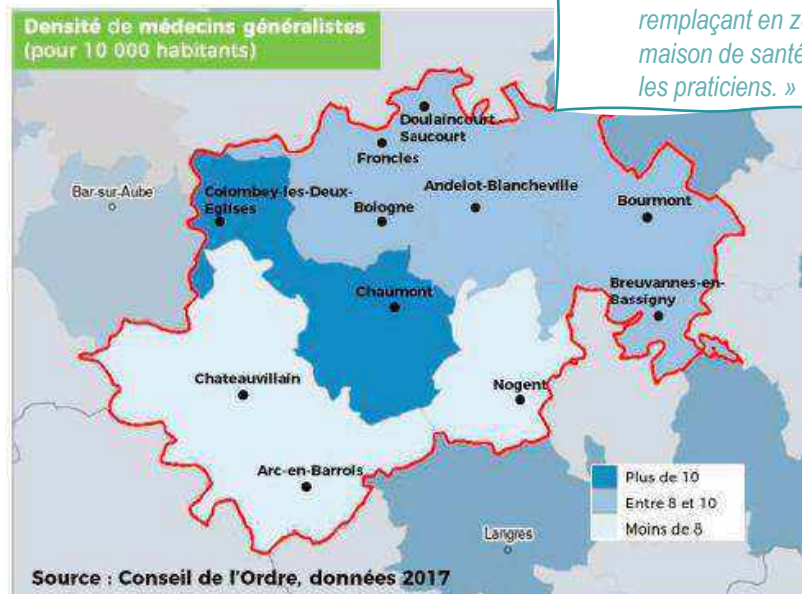 Densité de médecins généralistes
(pour 10 000 habitants)
remplaçant en z
maison de santé
les praticiens. »
Doulaincourt-
Saucourt
Froncles
Bar-sur-Aube
Colombey-les-Deux-
Eglises
Bologne
Andelot-Blancheville
Bourmont
Breuvannes-en-
Bassigny
Chaumont
Chateauvillain
Nogent
Arc-en-Barrois
Langres
Plus de 10
Entre 8 et 10
Moins de 8
Source : Conseil de l'Ordre, données 2017